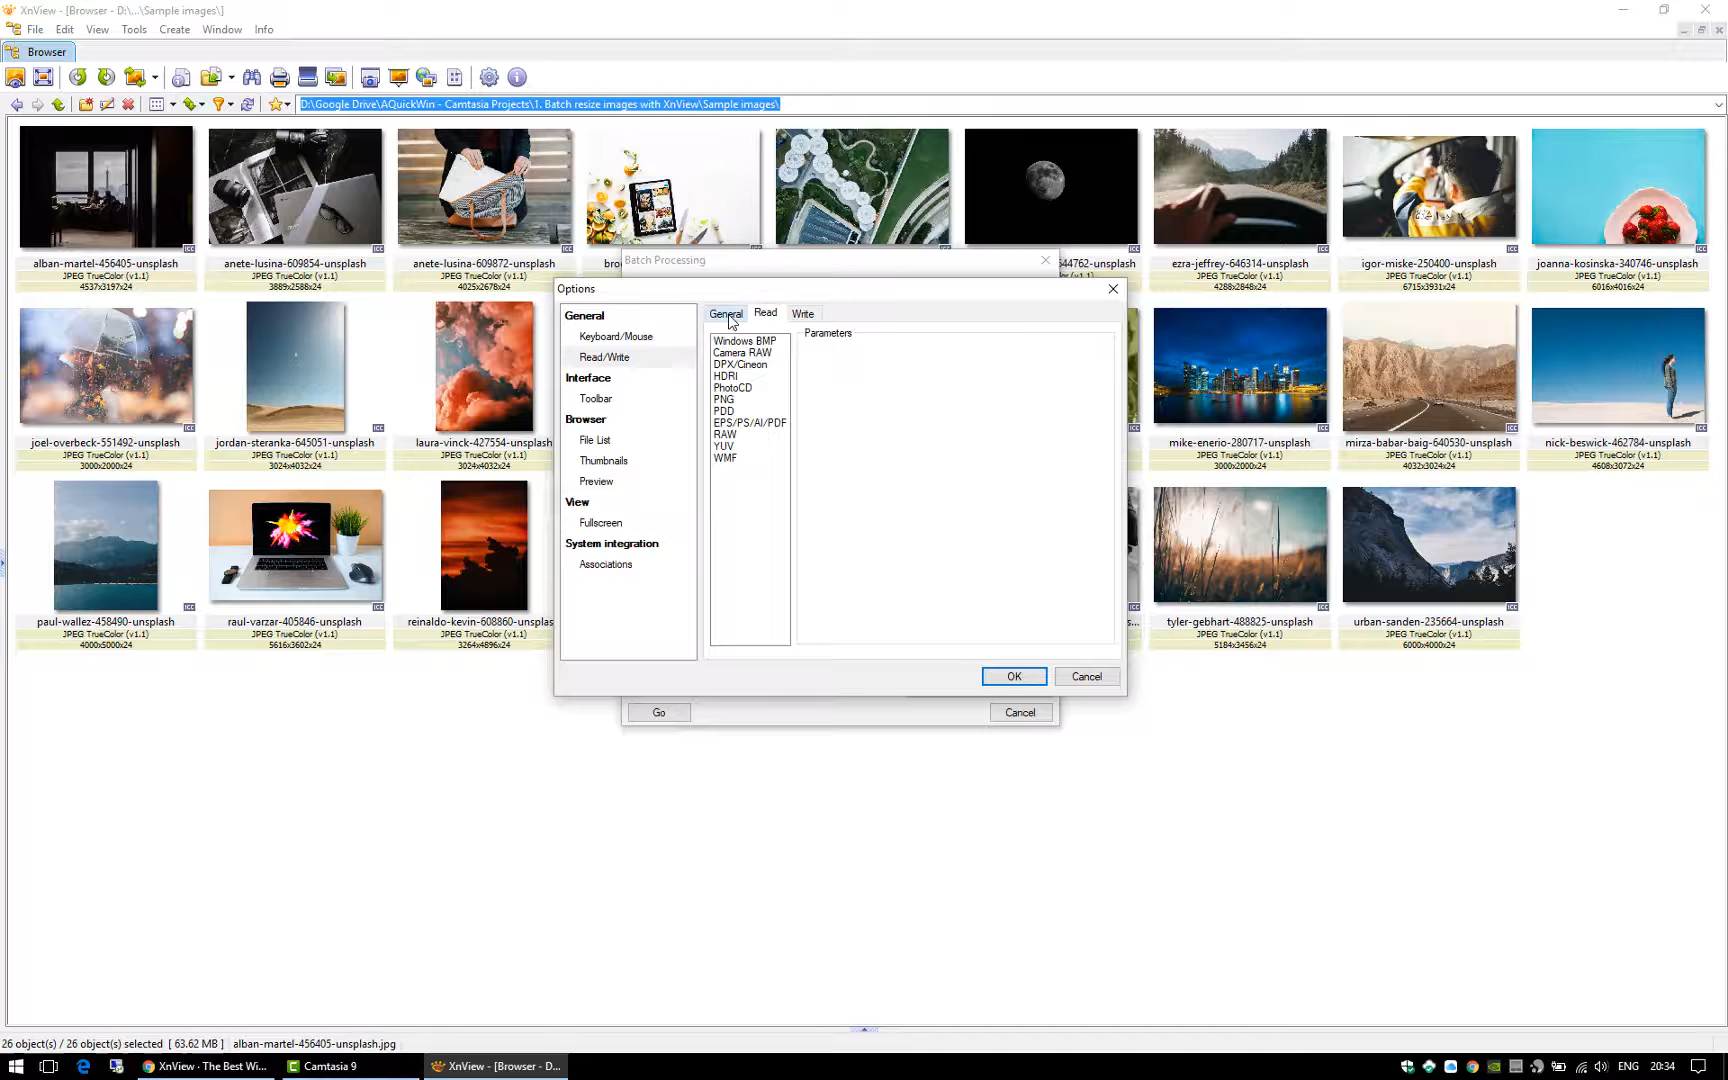 XnView - [Browser - D:\...\Sample images\]
File Edit View Tools Create Window Info
Browser
D:\Google Drive\AQuickWin - Camtasia Projects\1. Batch resize images with XnView\Sample images\
alban-martel-456405-unsplash
JPEG TrueColor (v1.1)
4537x3197x24
anete-lusina-609854-unsplash
JPEG TrueColor (v1.1)
3889x2588x24
anete-lusina-609872-unsplash
JPEG TrueColor (v1.1)
4025x2678x24
544762-unsplash
ezra-jeffrey-646314-unsplash
JPEG TrueColor (v1.1)
4288x2848x24
igor-miske-250400-unsplash
JPEG TrueColor (v1.1)
6715x3931x24
joanna-kosinska-340746-unsplash
JPEG TrueColor (v1.1)
6016x4016x24
joel-overbeck-551492-unsplash
JPEG TrueColor (v1.1)
3000x2000x24
jordan-steranka-645051-unsplash
JPEG TrueColor (v1.1)
3024x4032x24
laura-vinck-427554-unsplash
JPEG TrueColor (v1.1)
3024x4032x24
mike-enerio-280717-unsplash
JPEG TrueColor (v1.1)
3000x2000x24
mirza-babar-baig-640530-unsplash
JPEG TrueColor (v1.1)
4032x3024x24
nick-beswick-462784-unsplash
JPEG TrueColor (v1.1)
4608x3072x24
paul-wallez-458490-unsplash
JPEG TrueColor (v1.1)
4000x5000x24
raul-varzar-405846-unsplash
JPEG TrueColor (v1.1)
5616x3602x24
reinaldo-kevin-608860-unsplas
JPEG TrueColor (v1.1)
3264x4896x24
s...
tyler-gebhart-488825-unsplash
JPEG TrueColor (v1.1)
5184x3456x24
urban-sanden-235664-unsplash
JPEG TrueColor (v1.1)
6000x4000x24
Batch Processing
Options
General
Keyboard/Mouse
Read/Write
Interface
Toolbar
Browser
File List
Thumbnails
Preview
View
Fullscreen
System integration
Associations
General Read Write
Windows BMP
Camera RAW
DPX/Cineon
HDRI
PhotoCD
PNG
PDD
EPS/PS/AI/PDF
RAW
YUV
WMF
Parameters
OK Cancel
Go Cancel
26 object(s) / 26 object(s) selected [ 63.62 MB ] alban-martel-456405-unsplash.jpg
XnView · The Best Wi... Camtasia 9 XnView - [Browser - D... ENG 20:34